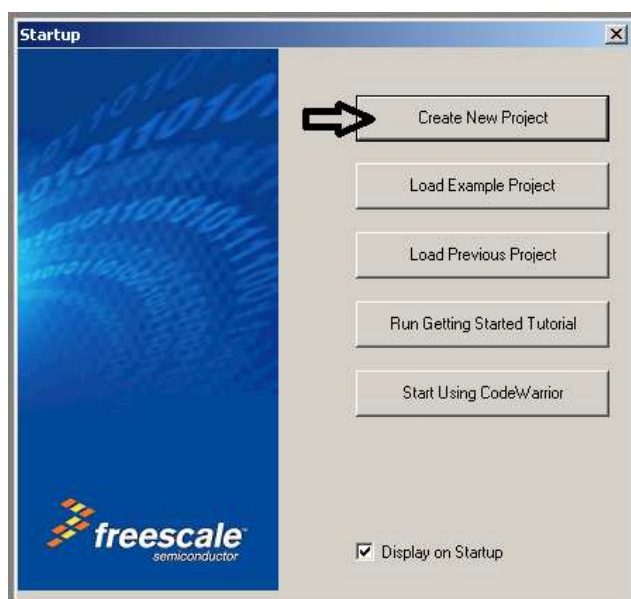 Startup
Create New Project
Load Example Project
Load Previous Project
Run Getting Started Tutorial
Start Using CodeWarrior
freescale
semiconductor
Display on Startup